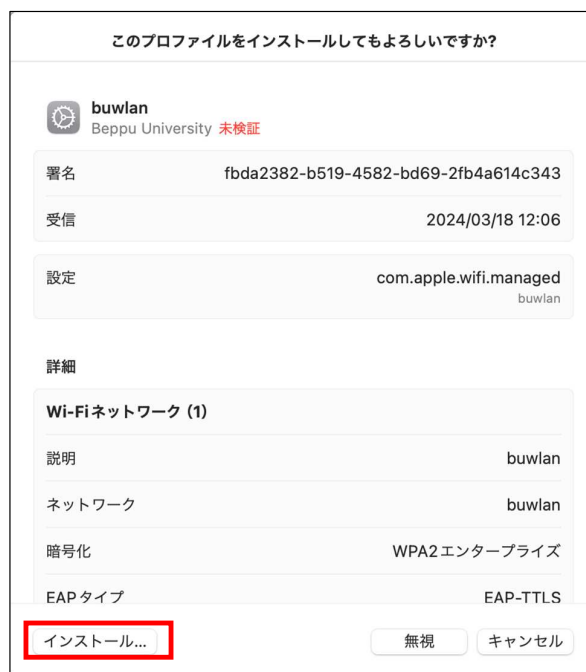 このプロファイルをインストールしてもよろしいですか?
buwlan
Beppu University 未検証
署名 fbda2382-b519-4582-bd69-2fb4a614c343
受信 2024/03/18 12:06
設定 com.apple.wifi.managed
buwlan
詳細
Wi-Fiネットワーク (1)
説明 buwlan
ネットワーク buwlan
暗号化 WPA2エンタープライズ
EAPタイプ EAP-TTLS
インストール... 無視 キャンセル